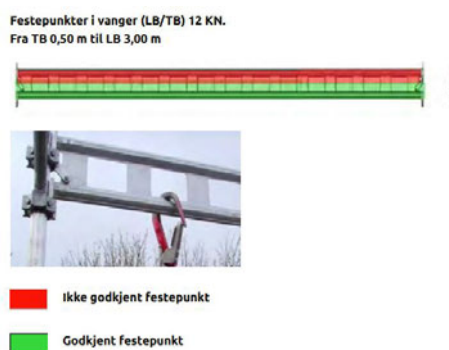 Festepunkter i vanger (LB/TB) 12 KN.
Fra TB 0,50 m til LB 3,00 m
Ikke godkjent festepunkt
Godkjent festepunkt